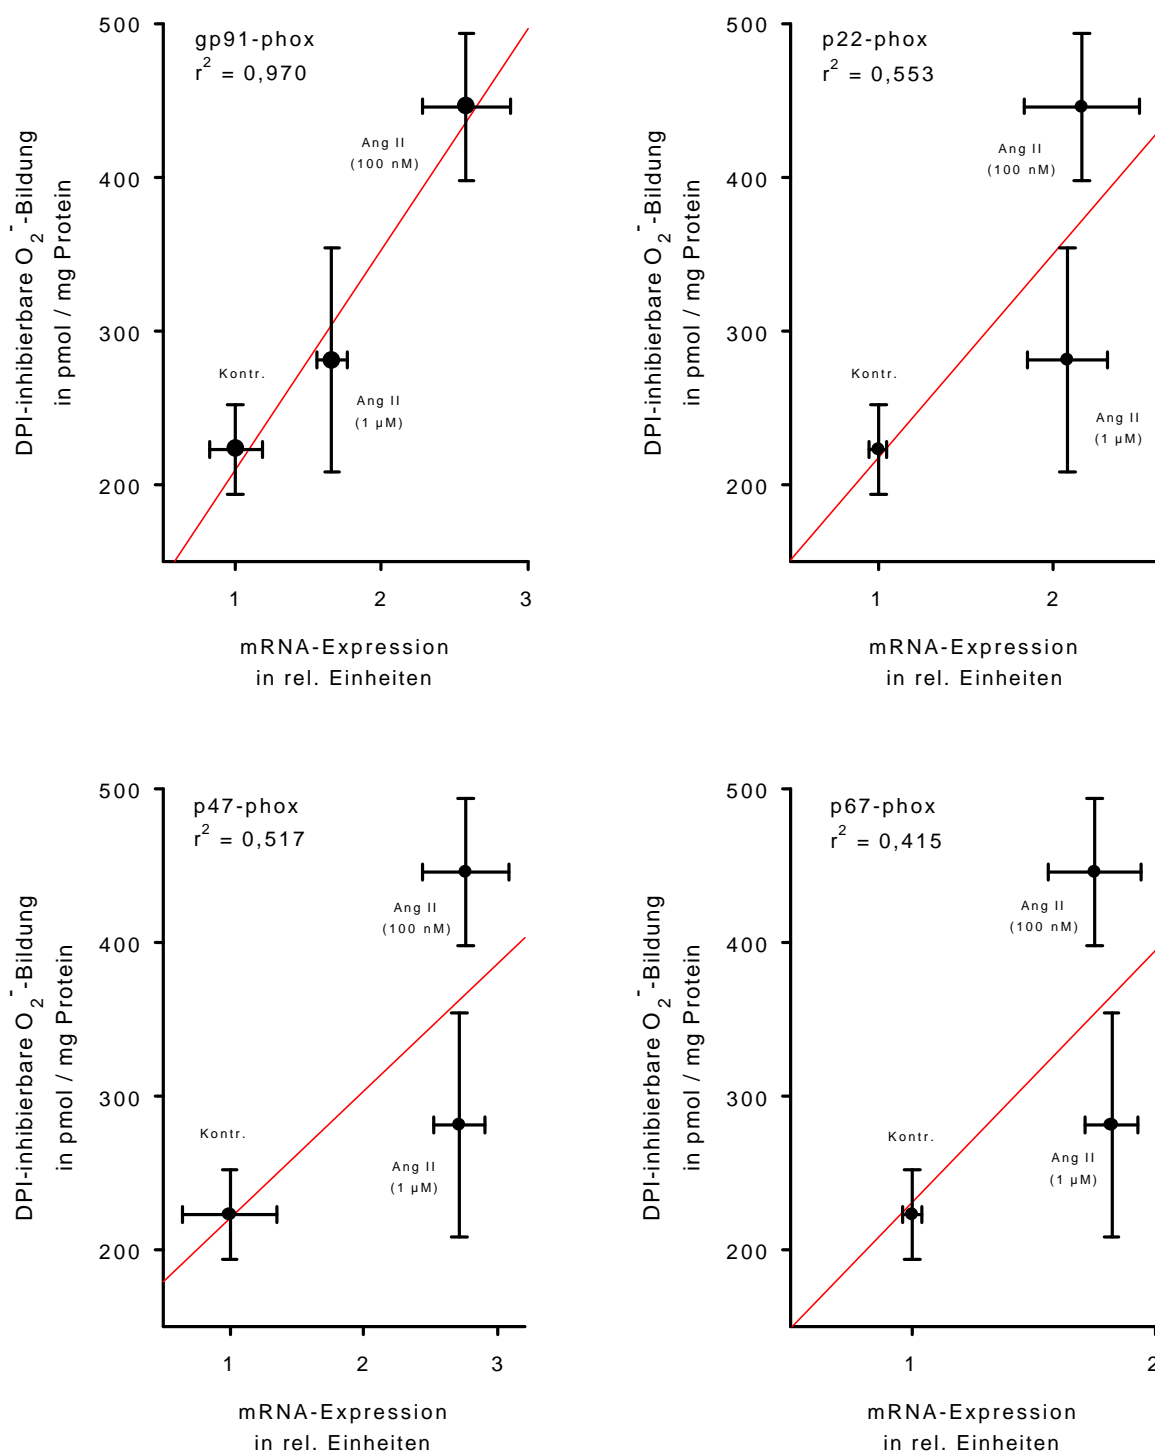 500
gp91-phox
r² = 0,970
Ang II
(100 nM)
400
300
Kontr.
Ang II
(1 µM)
200
1
2
3
mRNA-Expression
in rel. Einheiten
DPI-inhibierbare O₂⁻-Bildung
in pmol / mg Protein
500
p22-phox
r² = 0,553
Ang II
(100 nM)
400
300
Kontr.
Ang II
(1 µM)
200
1
2
mRNA-Expression
in rel. Einheiten
DPI-inhibierbare O₂⁻-Bildung
in pmol / mg Protein
500
p47-phox
r² = 0,517
Ang II
(100 nM)
400
300
Kontr.
Ang II
(1 µM)
200
1
2
3
mRNA-Expression
in rel. Einheiten
DPI-inhibierbare O₂⁻-Bildung
in pmol / mg Protein
500
p67-phox
r² = 0,415
Ang II
(100 nM)
400
300
Kontr.
Ang II
(1 µM)
200
1
2
mRNA-Expression
in rel. Einheiten
DPI-inhibierbare O₂⁻-Bildung
in pmol / mg Protein